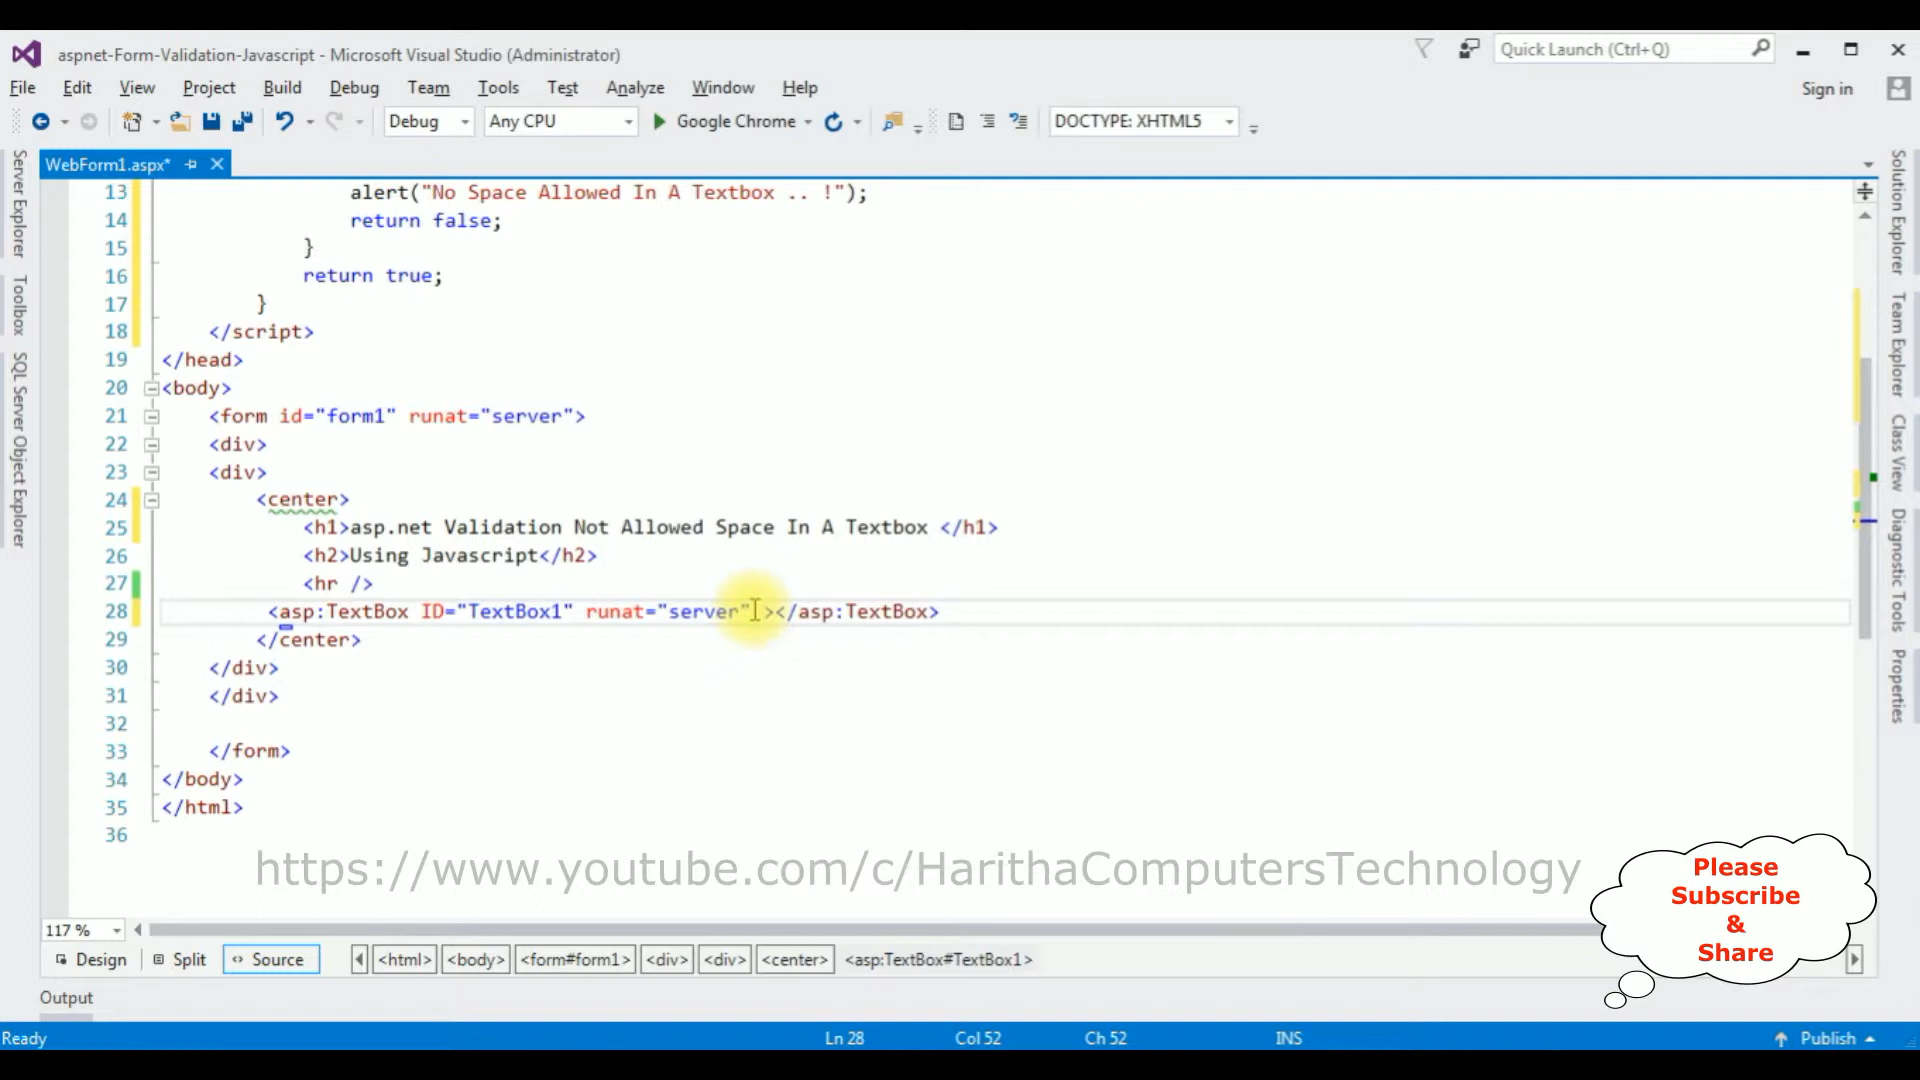 aspnet-Form-Validation-Javascript - Microsoft Visual Studio (Administrator)
Quick Launch (Ctrl+Q)
File Edit View Project Build Debug Team Tools Test Analyze Window Help
Sign in
Debug Any CPU Google Chrome DOCTYPE: XHTML5
WebForm1.aspx*
Server Explorer
Toolbox
SQL Server Object Explorer
13 alert("No Space Allowed In A Textbox .. !");
14 return false;
15 }
16 return true;
17 }
18 </script>
19 </head>
20 <body>
21 <form id="form1" runat="server">
22 <div>
23 <div>
24 <center>
25 <h1>asp.net Validation Not Allowed Space In A Textbox </h1>
26 <h2>Using Javascript</h2>
27 <hr />
28 <asp:TextBox ID="TextBox1" runat="server" ></asp:TextBox>
29 </center>
30 </div>
31 </div>
32
33 </form>
34 </body>
35 </html>
36
Solution Explorer
Team Explorer
Class View
Diagnostic Tools
Properties
https://www.youtube.com/c/HarithaComputersTechnology
Please
Subscribe
&
Share
117 %
Design Split Source <html> <body> <form#form1> <div> <div> <center> <asp:TextBox#TextBox1>
Output
Ready Ln 28 Col 52 Ch 52 INS Publish